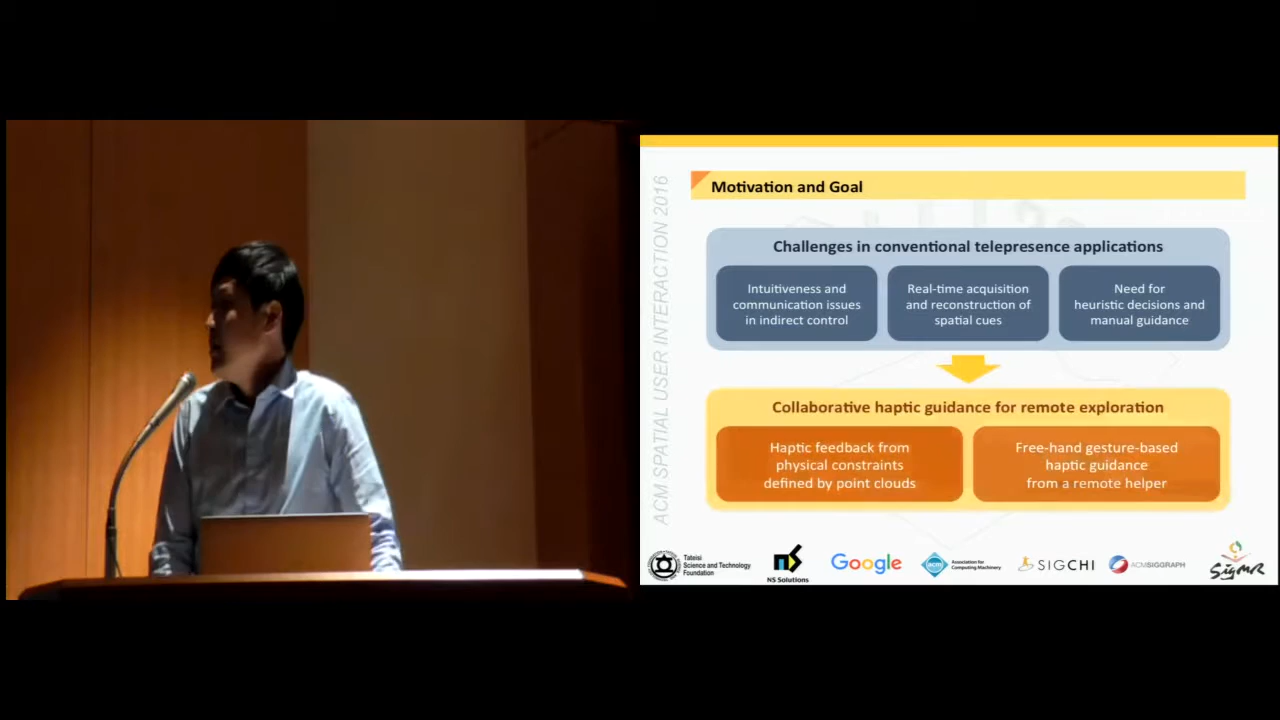 ACM SPATIAL USER INTERACTION 2016
Motivation and Goal
Challenges in conventional telepresence applications
Intuitiveness and
communication issues
in indirect control
Real-time acquisition
and reconstruction of
spatial cues
Need for
heuristic decisions and
manual guidance
Collaborative haptic guidance for remote exploration
Haptic feedback from
physical constraints
defined by point clouds
Free-hand gesture-based
haptic guidance
from a remote helper
Tateisi
Science and Technology
Foundation
NS Solutions
Google
acm
Association for
Computing Machinery
SIGCHI
ACMSIGGRAPH
SigMR